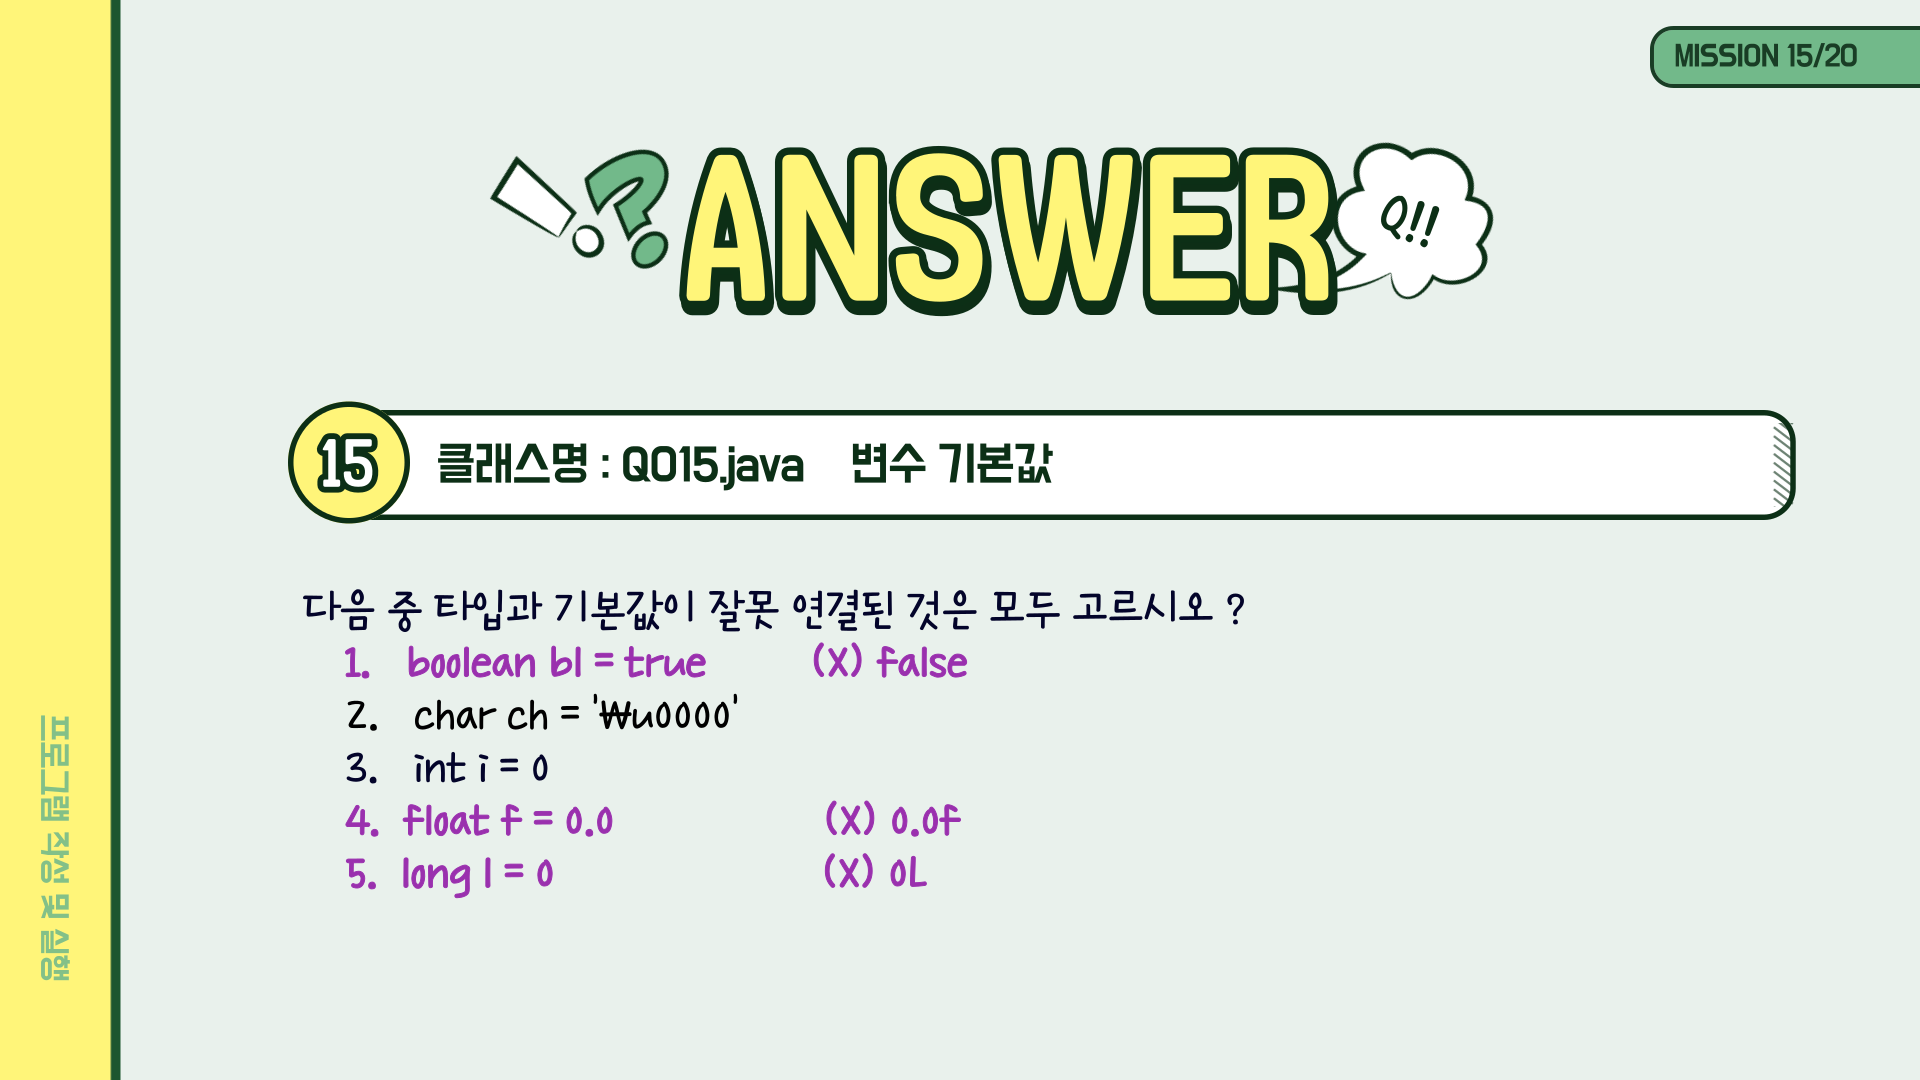 MISSION 15/20
!? ANSWER Q!!
15 클래스명 : Q015.java 변수 기본값
다음 중 타입과 기본값이 잘못 연결된 것은 모두 고르시오 ?
1. boolean bl = true (X) false
2. char ch = '₩u0000'
3. int i = 0
4. float f = 0.0 (X) 0.0f
5. long l = 0 (X) 0L
프로그램 작성 및 실행